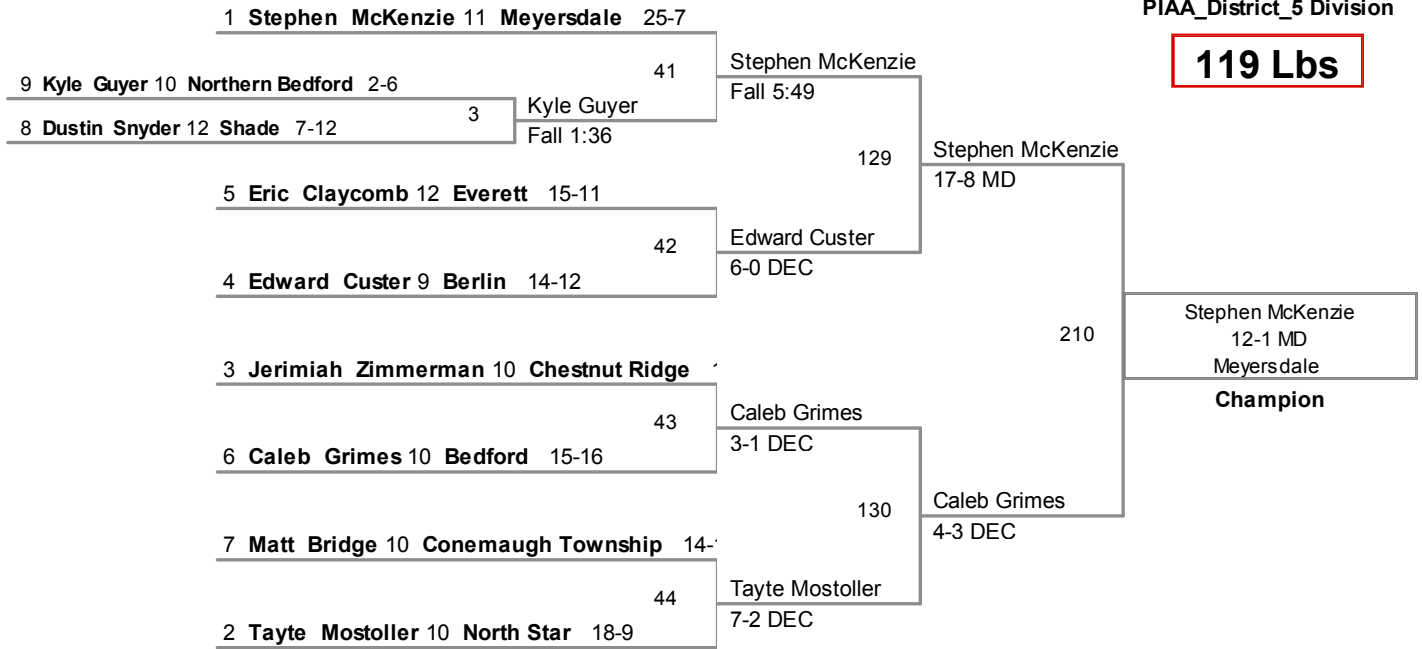 PIAA_District_5 Division
119 Lbs
1 Stephen McKenzie 11 Meyersdale 25-7
9 Kyle Guyer 10 Northern Bedford 2-6
8 Dustin Snyder 12 Shade 7-12
3
Kyle Guyer
Fall 1:36
41
Stephen McKenzie
Fall 5:49
5 Eric Claycomb 12 Everett 15-11
4 Edward Custer 9 Berlin 14-12
42
Edward Custer
6-0 DEC
129
Stephen McKenzie
17-8 MD
3 Jerimiah Zimmerman 10 Chestnut Ridge
6 Caleb Grimes 10 Bedford 15-16
43
Caleb Grimes
3-1 DEC
7 Matt Bridge 10 Conemaugh Township 14-
2 Tayte Mostoller 10 North Star 18-9
44
Tayte Mostoller
7-2 DEC
130
Caleb Grimes
4-3 DEC
210
Stephen McKenzie
12-1 MD
Meyersdale
Champion